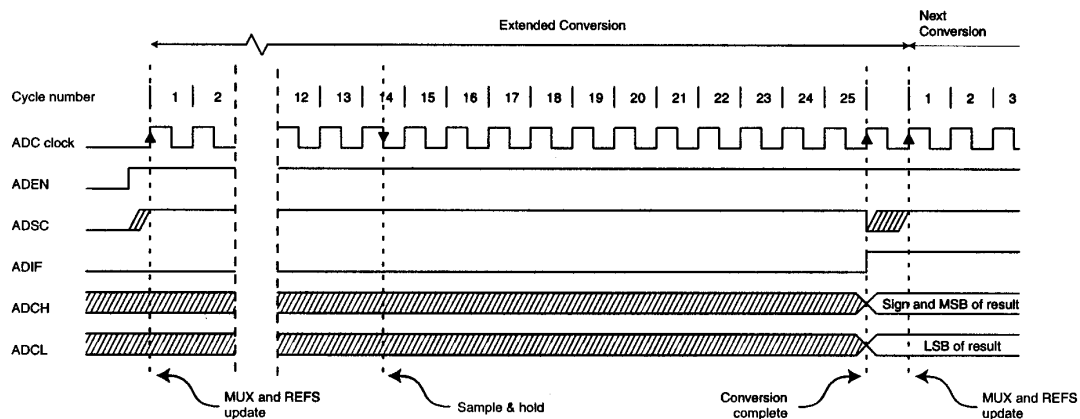 Extended Conversion
Next
Conversion
Cycle number 1 2 12 13 14 15 16 17 18 19 20 21 22 23 24 25 1 2 3
ADC clock
ADEN
ADSC
ADIF
ADCH Sign and MSB of result
ADCL LSB of result
MUX and REFS
update
Sample & hold
Conversion
complete
MUX and REFS
update